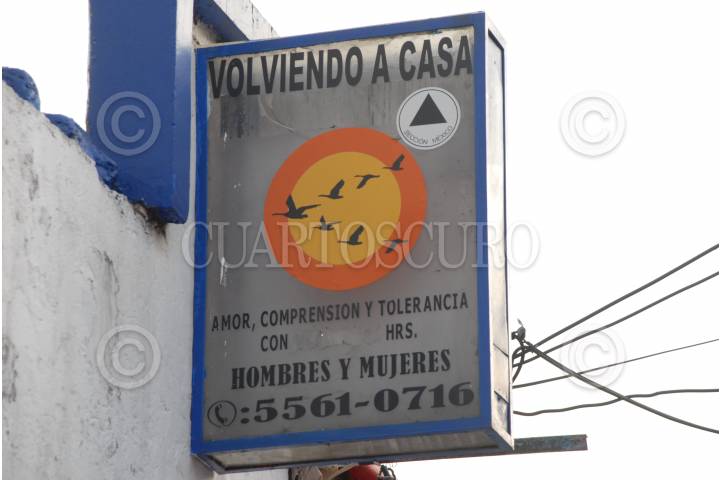 VOLVIENDO A CASA
SECCIÓN MÉXICO
CUARTOSCURO
AMOR, COMPRENSION Y TOLERANCIA
CON HRS.
HOMBRES Y MUJERES
:5561-0716
©
©
©
©